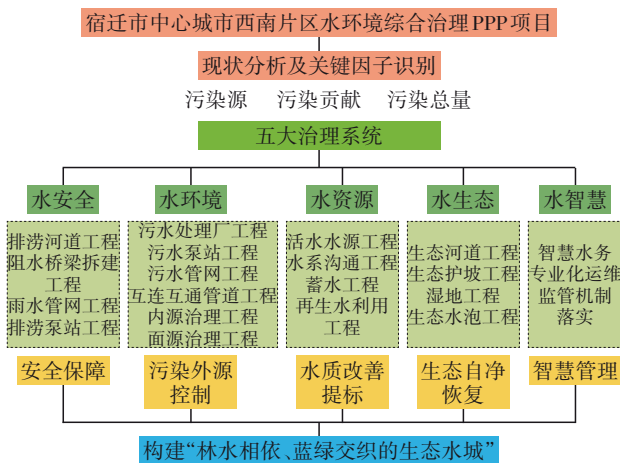 宿迁市中心城市西南片区水环境综合治理PPP项目
现状分析及关键因子识别
污染源 污染贡献 污染总量
五大治理系统
水安全
水环境
水资源
水生态
水智慧
排涝河道工程
阻水桥梁拆建
工程
雨水管网工程
排涝泵站工程
污水处理厂工程
污水泵站工程
污水管网工程
互连互通管道工程
内源治理工程
面源治理工程
活水水源工程
水系沟通工程
蓄水工程
再生水利用
工程
生态河道工程
生态护坡工程
湿地工程
生态水泡工程
智慧水务
专业化运维
监管机制
落实
安全保障
污染外源
控制
水质改善
提标
生态自净
恢复
智慧管理
构建“林水相依、蓝绿交织的生态水城”